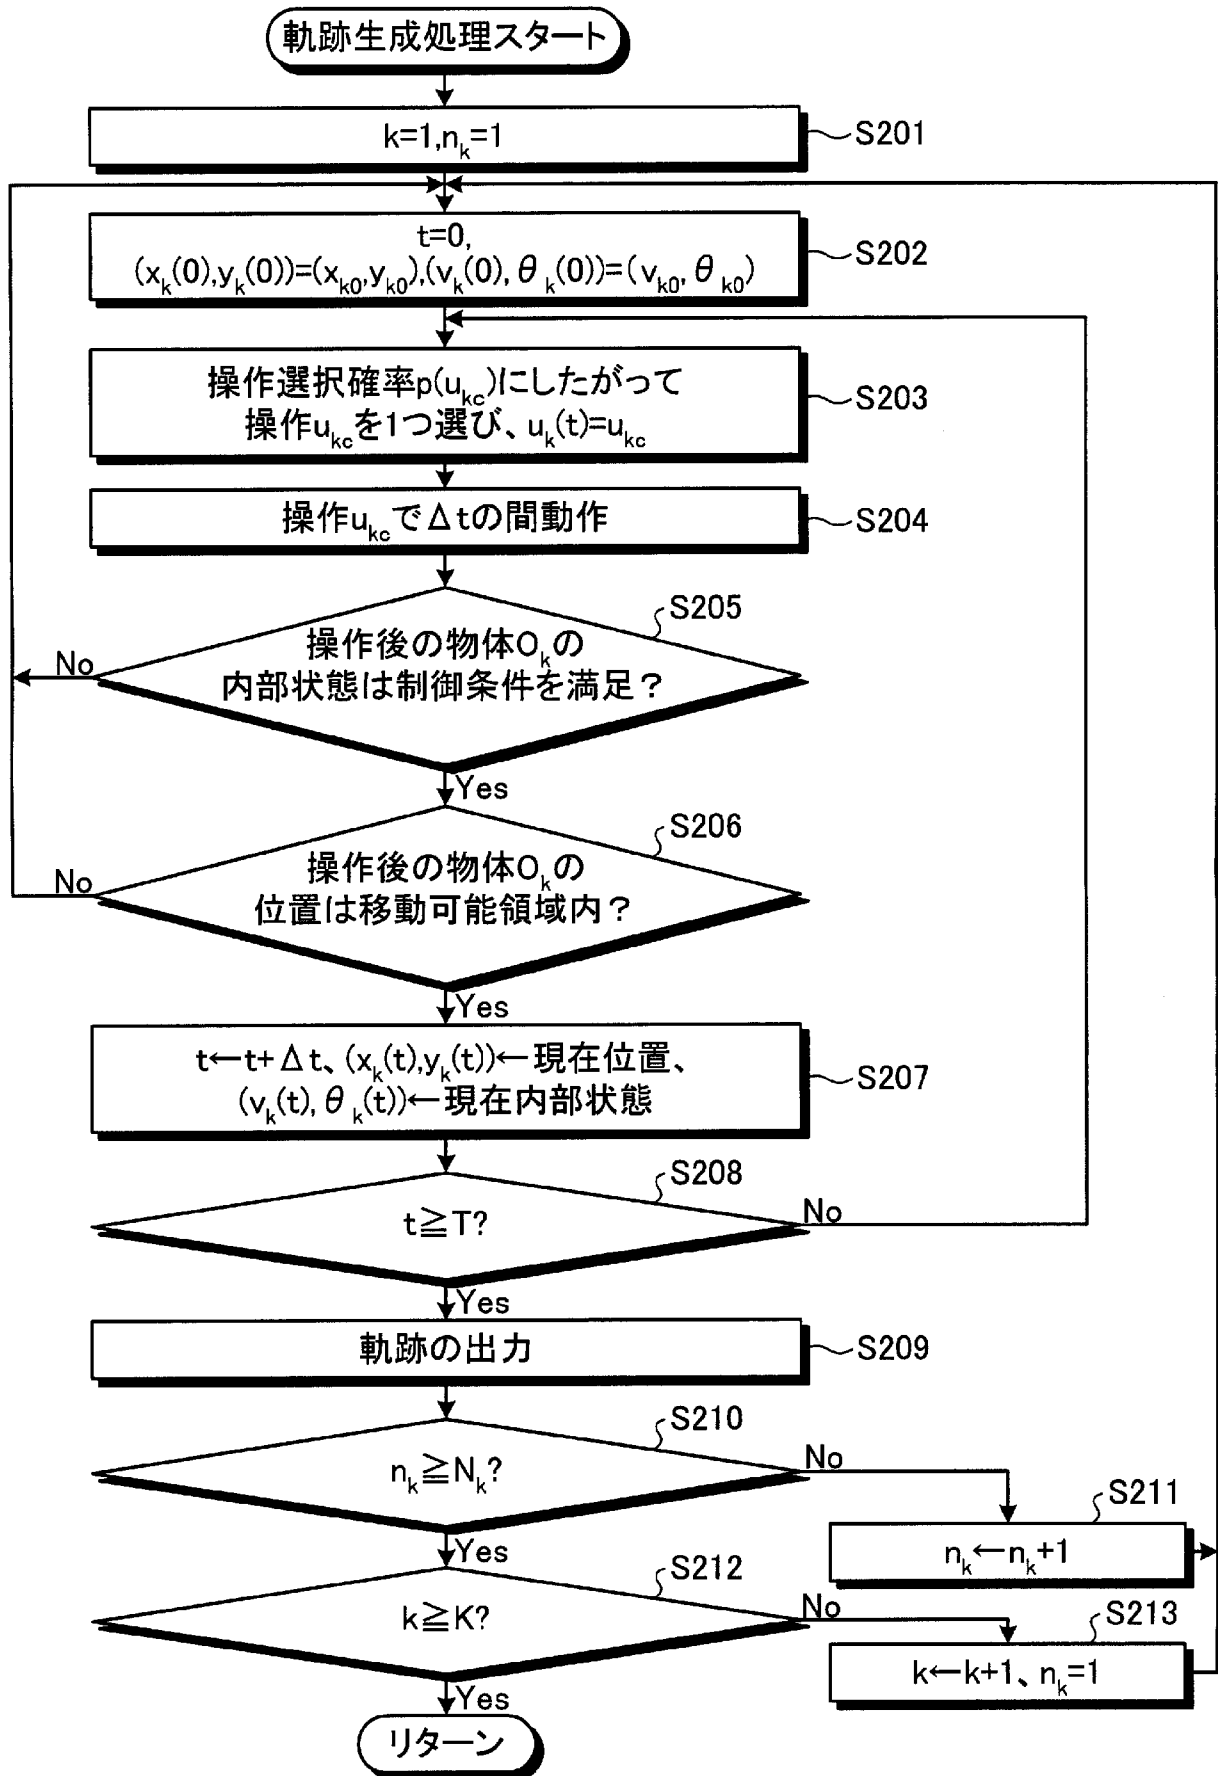 軌跡生成処理スタート
k=1,n_k=1
S201
t=0,
(x_k(0),y_k(0))=(x_k0,y_k0),(v_k(0),θ_k(0))=(v_k0,θ_k0)
S202
操作選択確率p(u_kc)にしたがって
操作u_kcを1つ選び、u_k(t)=u_kc
S203
操作u_kcでΔtの間動作
S204
S205
操作後の物体O_kの
内部状態は制御条件を満足?
No
Yes
S206
操作後の物体O_kの
位置は移動可能領域内?
No
Yes
t←t+Δt、(x_k(t),y_k(t))←現在位置、
(v_k(t),θ_k(t))←現在内部状態
S207
S208
t≧T?
No
Yes
軌跡の出力
S209
S210
n_k≧N_k?
No
Yes
S211
n_k←n_k+1
S212
k≧K?
No
Yes
S213
k←k+1、n_k=1
リターン